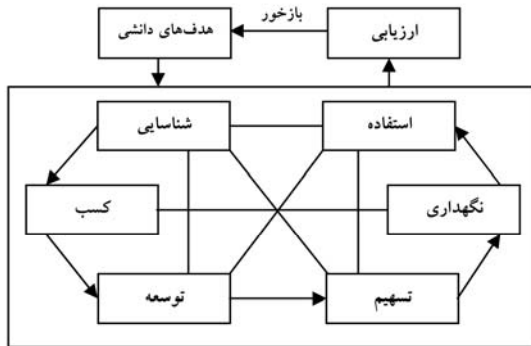 ارزیابی
بازخور
هدف‌های دانشی
استفاده
شناسایی
نگهداری
کسب
تسهیم
توسعه